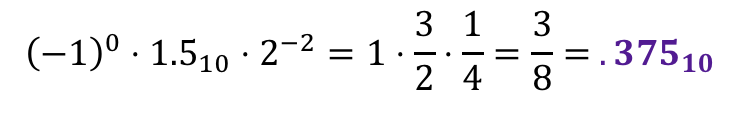 (−1)⁰ · 1.5₁₀ · 2⁻² = 1 · 3/2 · 1/4 = 3/8 = .375₁₀